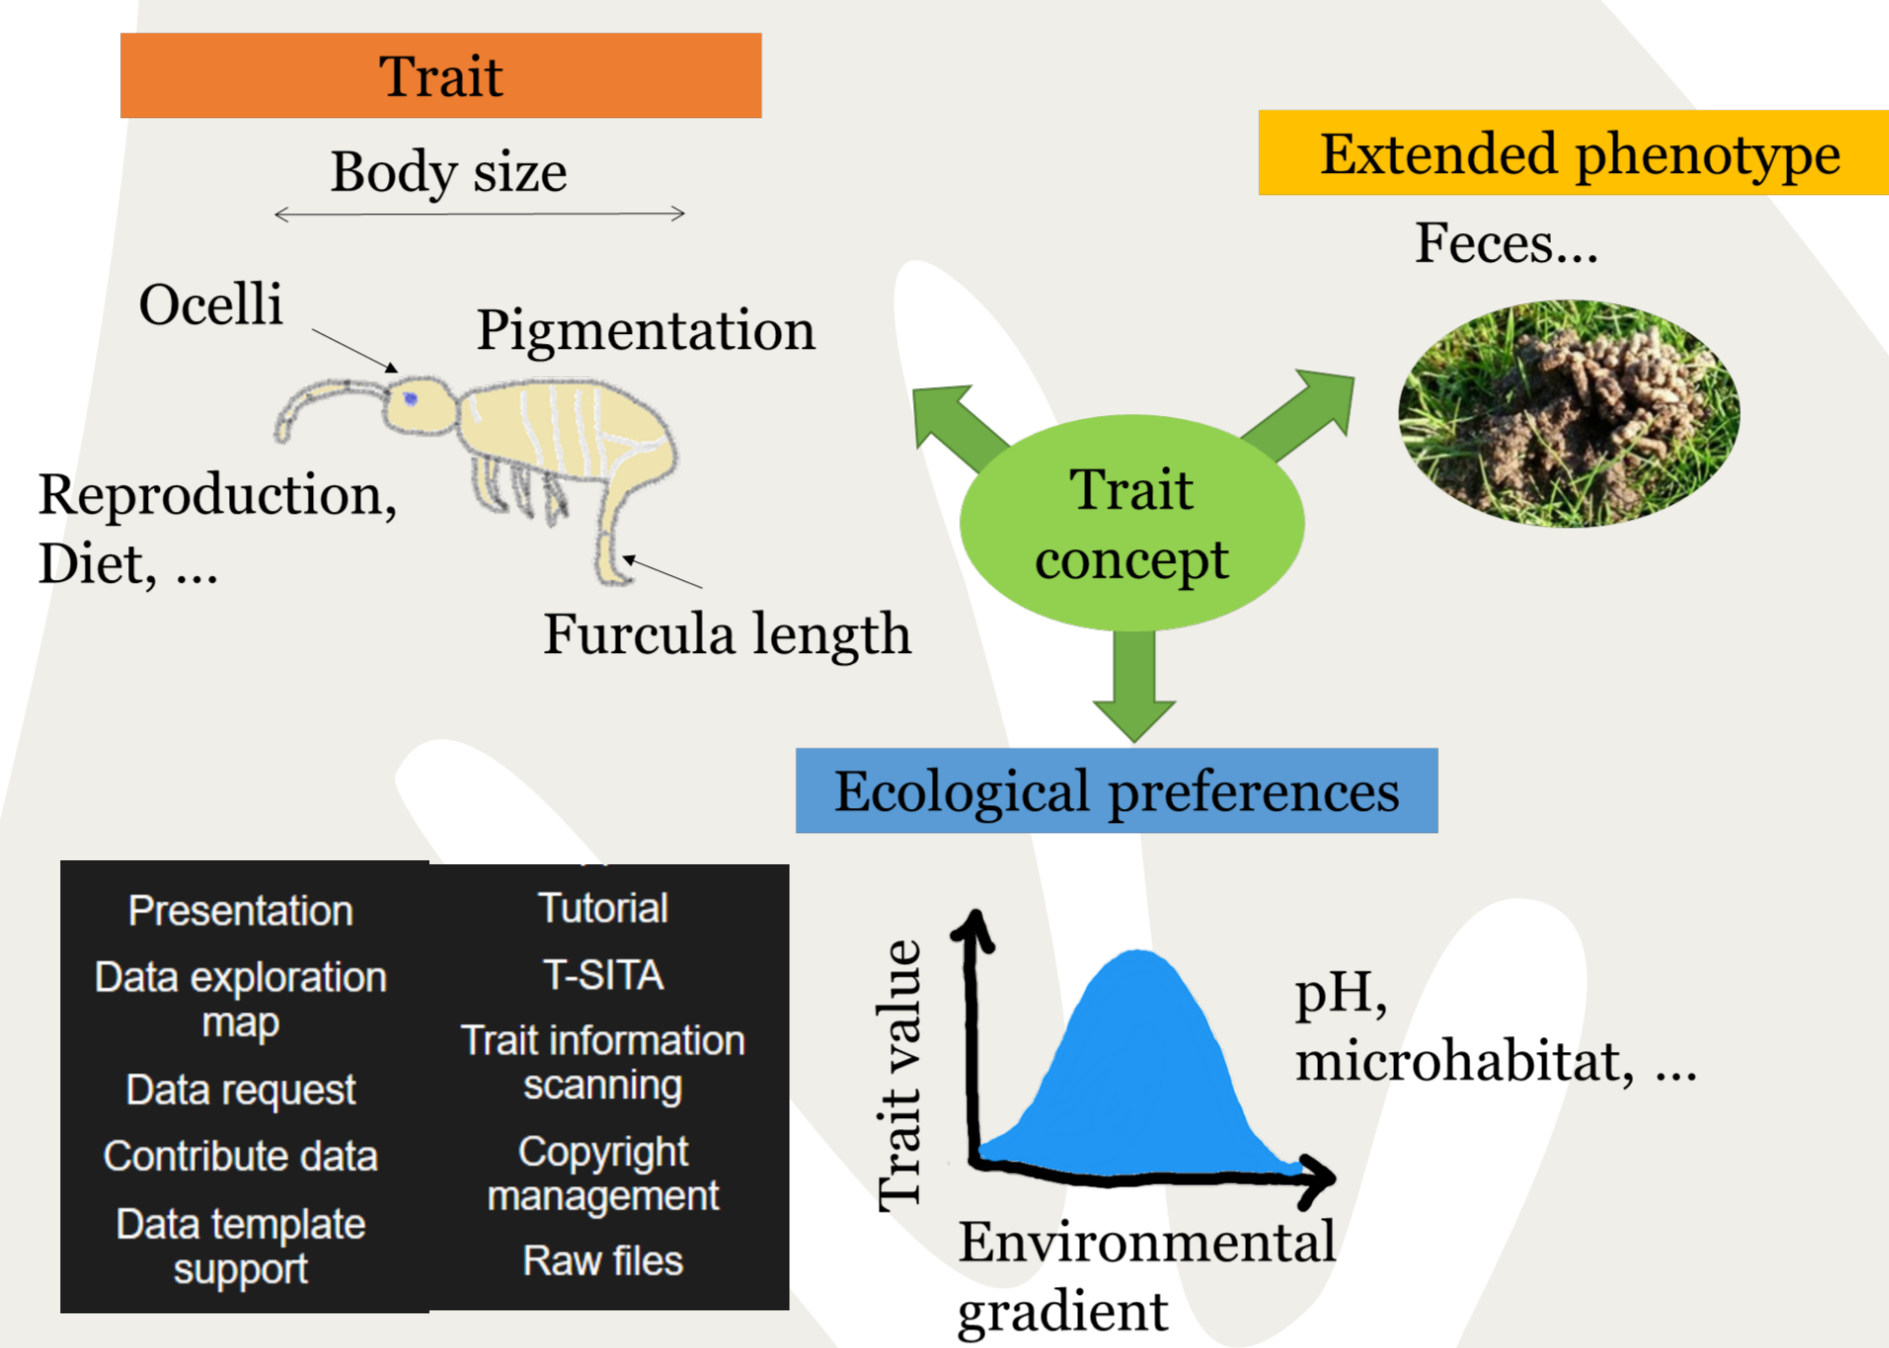 Trait
Body size
Ocelli
Pigmentation
Reproduction,
Diet, ...
Furcula length
Extended phenotype
Feces...
Trait
concept
Ecological preferences
Trait value
Environmental
gradient
pH,
microhabitat, ...
Presentation
Data exploration
map
Data request
Contribute data
Data template
support
Tutorial
T-SITA
Trait information
scanning
Copyright
management
Raw files